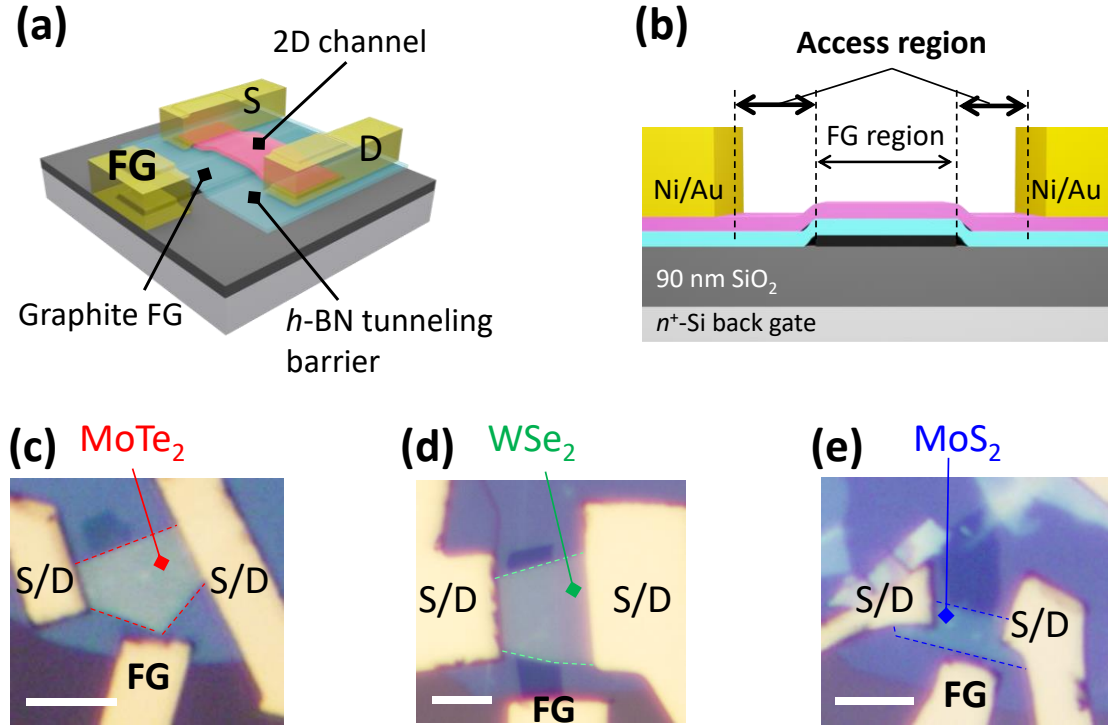 (a)
2D channel
S
D
FG
Graphite FG
h-BN tunneling
barrier
(b)
Access region
FG region
Ni/Au
Ni/Au
90 nm SiO₂
n⁺-Si back gate
(c)
MoTe₂
S/D
S/D
FG
(d)
WSe₂
S/D
S/D
FG
(e)
MoS₂
S/D
S/D
FG